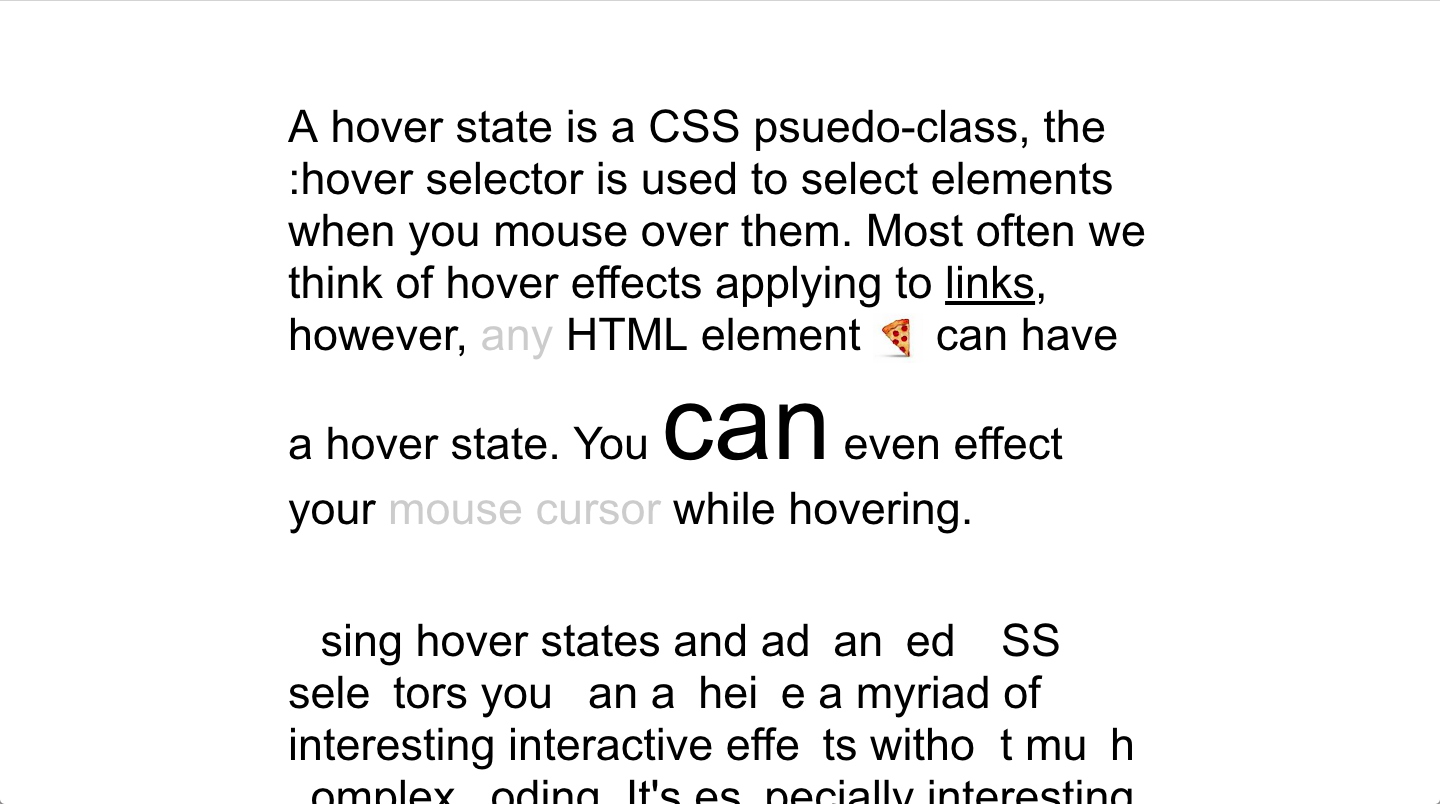 A hover state is a CSS psuedo-class, the
:hover selector is used to select elements
when you mouse over them. Most often we
think of hover effects applying to links,
however, any HTML element 🍕 can have
a hover state. You can even effect
your mouse cursor while hovering.
sing hover states and ad an ed SS
sele tors you an a hei e a myriad of
interesting interactive effe ts witho t mu h
omplex oding. It's es pecially interesting